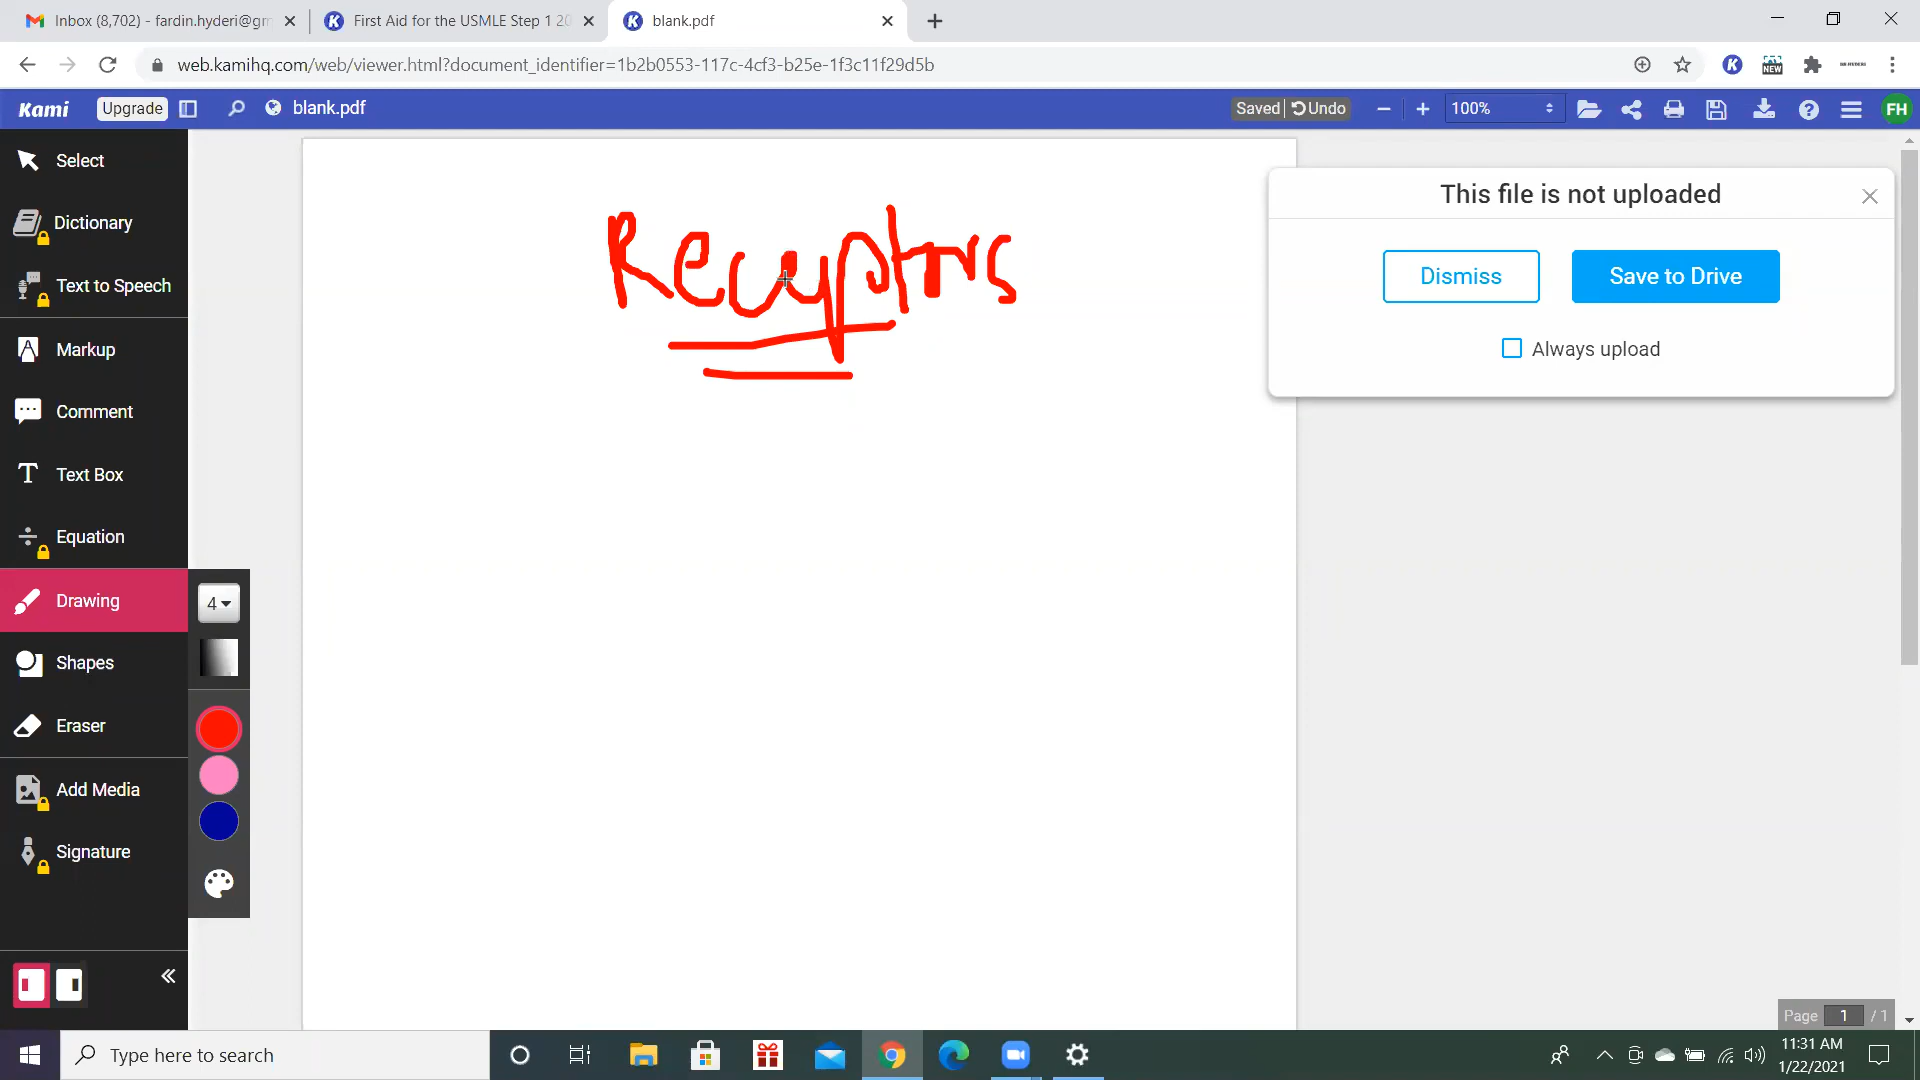 Inbox (8,702) - fardin.hyderi@gm
First Aid for the USMLE Step 1 20
blank.pdf
web.kamihq.com/web/viewer.html?document_identifier=1b2b0553-117c-4cf3-b25e-1f3c11f29d5b
NEW
Kami
Upgrade
blank.pdf
Saved
Undo
100%
FH
Select
Dictionary
Text to Speech
Markup
Comment
Text Box
Equation
Drawing
Shapes
Eraser
Add Media
Signature
4
Receptors
This file is not uploaded
Dismiss
Save to Drive
Always upload
Page 1 / 1
Type here to search
11:31 AM
1/22/2021